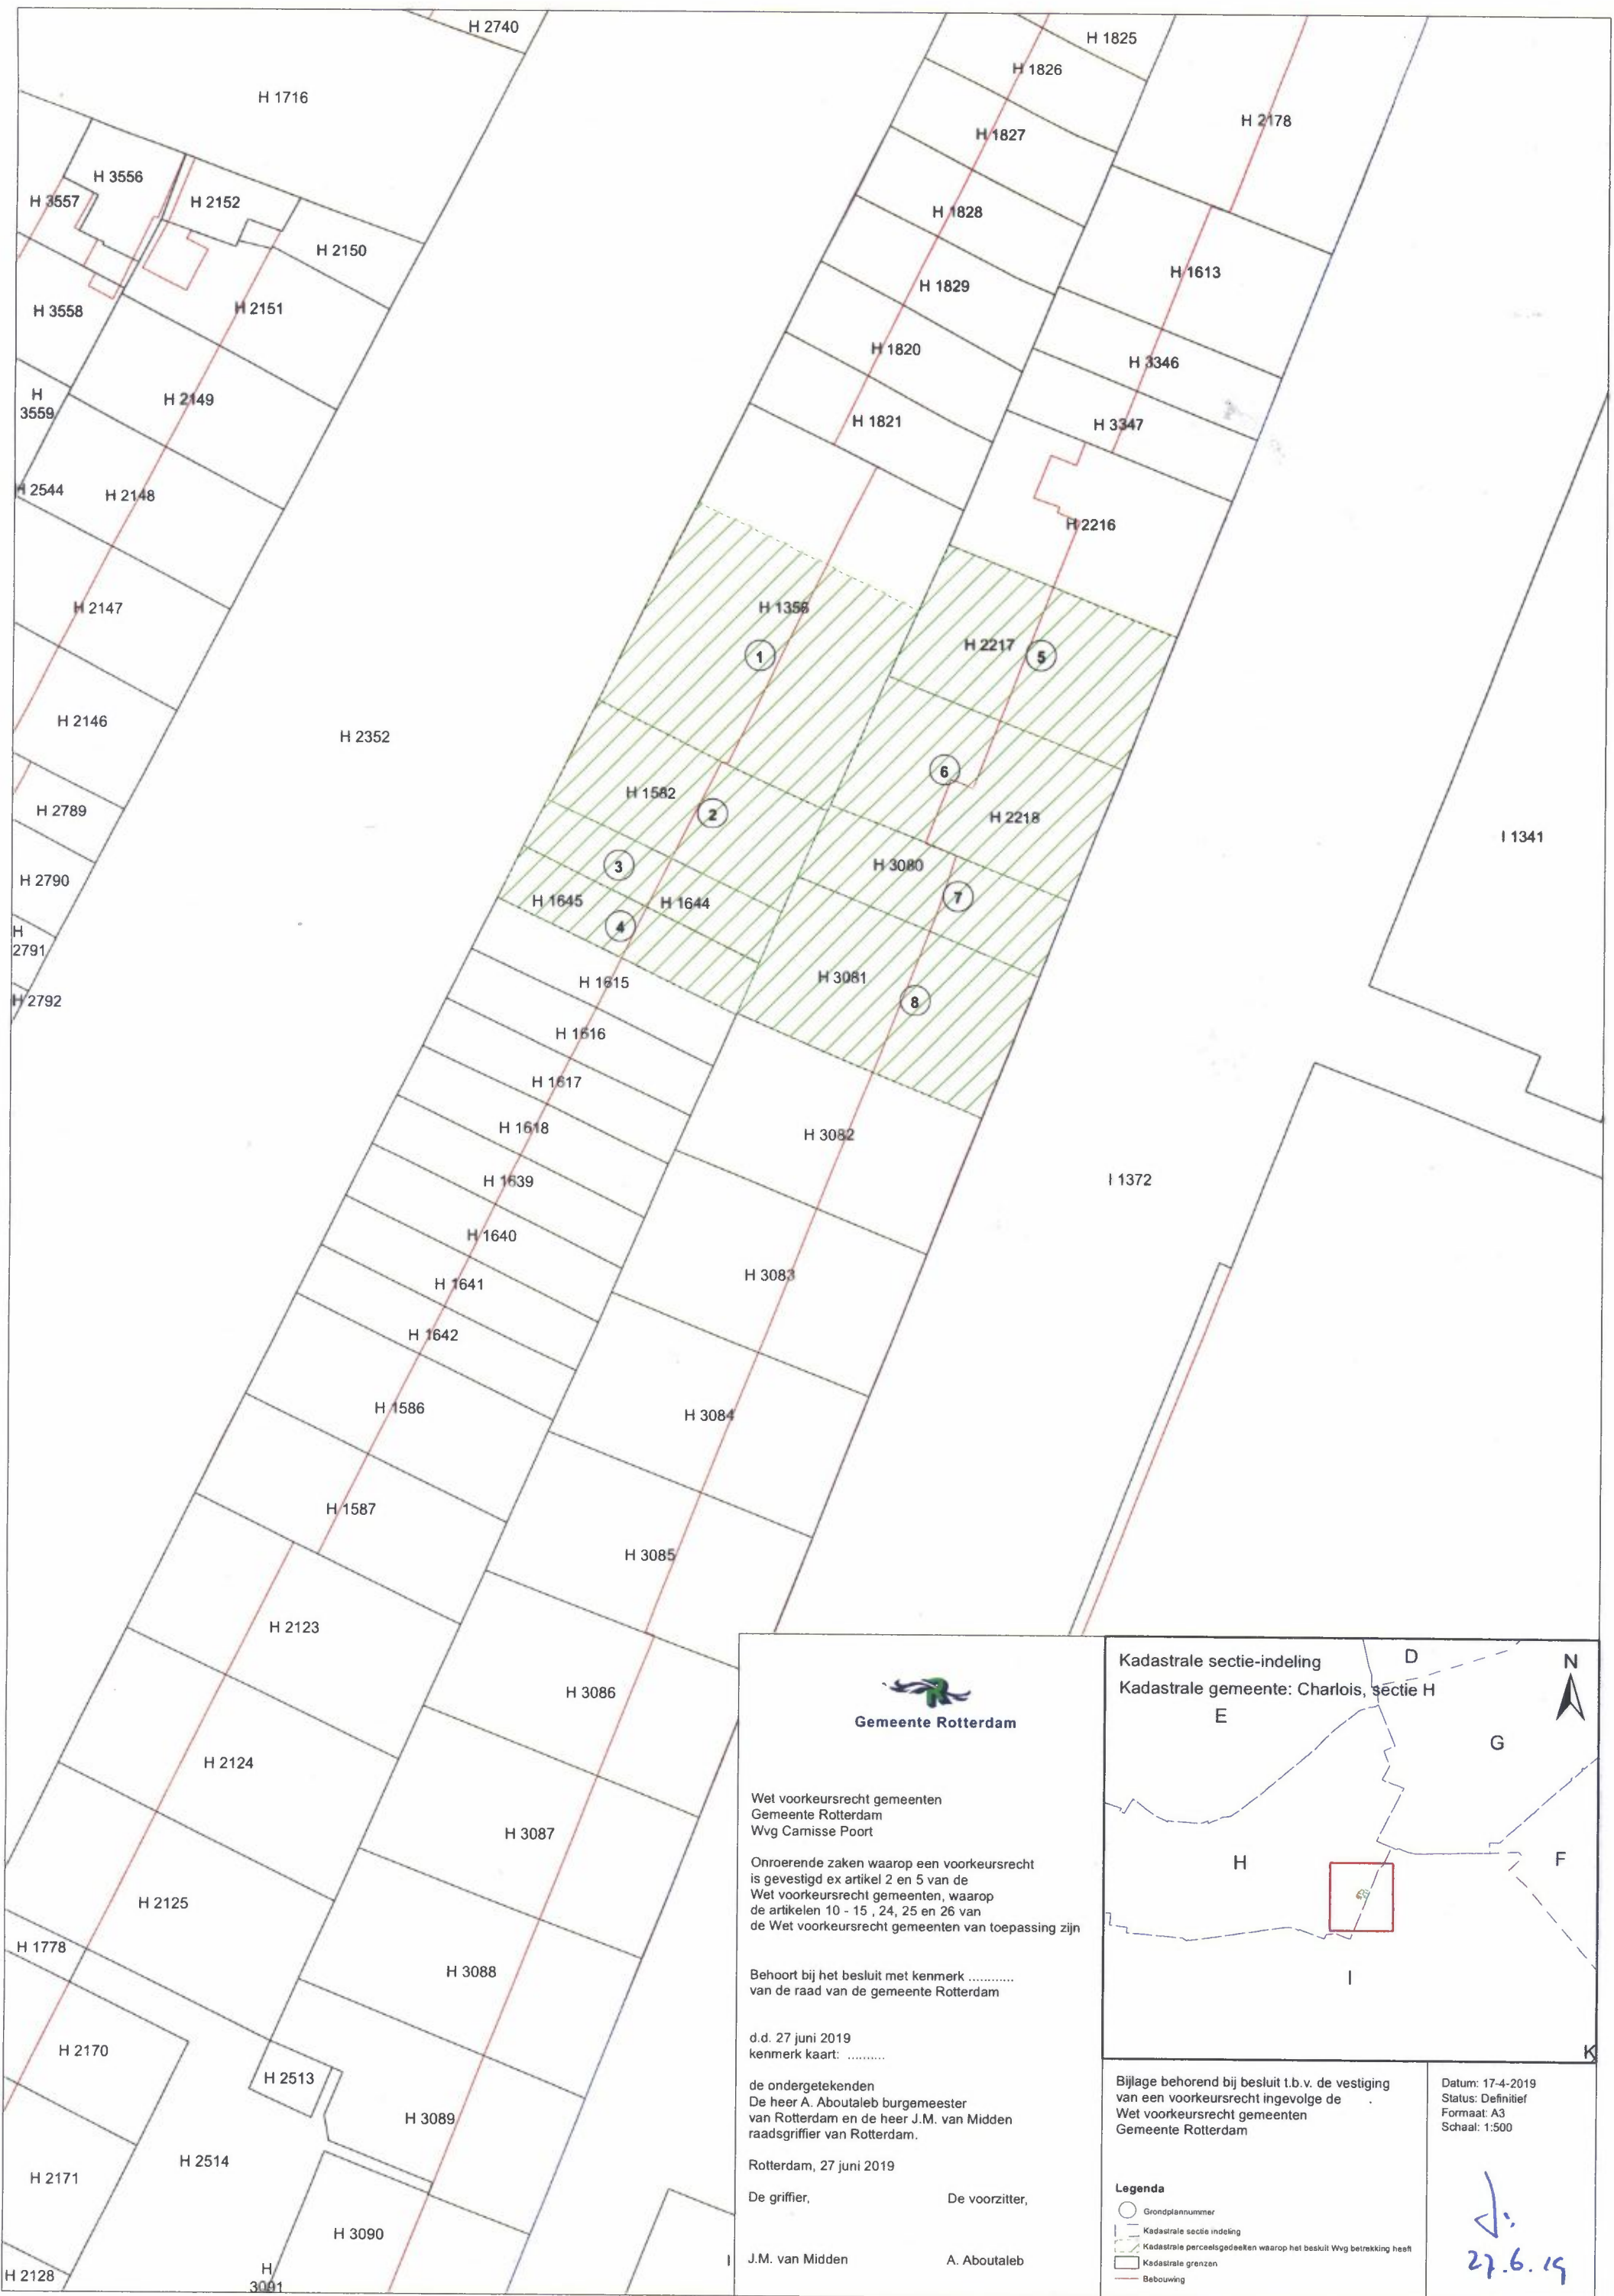 H 2740
H 1716
H 3556
H 3557
H 2152
H 2150
H 3558
H 2151
H
3559
H 2149
H 2544
H 2148
H 2147
H 2146
H 2789
H 2790
H
2791
H 2792
H 2352
H 1825
H 1826
H 1827
H 1828
H 1829
H 1820
H 1821
H 2178
H 1613
H 3346
H 3347
H 2216
H 1356
1
H 2217
5
6
H 1582
2
H 2218
3
H 3080
7
H 1645
H 1644
4
H 3081
8
I 1341
I 1372
H 1615
H 1616
H 1617
H 1618
H 1639
H 1640
H 1641
H 1642
H 1586
H 1587
H 3082
H 3083
H 3084
H 3085
H 2123
H 3086
H 2124
H 3087
H 2125
H 1778
H 3088
H 2170
H 2513
H 3089
H 2514
H 2171
H 3090
H 2128
H
3091
I
Gemeente Rotterdam
Wet voorkeursrecht gemeenten
Gemeente Rotterdam
Wvg Carnisse Poort
Onroerende zaken waarop een voorkeursrecht
is gevestigd ex artikel 2 en 5 van de
Wet voorkeursrecht gemeenten, waarop
de artikelen 10 - 15 , 24, 25 en 26 van
de Wet voorkeursrecht gemeenten van toepassing zijn
Behoort bij het besluit met kenmerk ............
van de raad van de gemeente Rotterdam
d.d. 27 juni 2019
kenmerk kaart: ..........
de ondergetekenden
De heer A. Aboutaleb burgemeester
van Rotterdam en de heer J.M. van Midden
raadsgriffier van Rotterdam.
Rotterdam, 27 juni 2019
De griffier, De voorzitter,
J.M. van Midden A. Aboutaleb
Kadastrale sectie-indeling
Kadastrale gemeente: Charlois, sectie H
D
N
E
G
H
F
I
K
Bijlage behorend bij besluit t.b.v. de vestiging
van een voorkeursrecht ingevolge de
Wet voorkeursrecht gemeenten
Gemeente Rotterdam
Datum: 17-4-2019
Status: Definitief
Formaat: A3
Schaal: 1:500
Legenda
Grondplannummer
Kadastrale sectie indeling
Kadastrale perceelsgedeelten waarop het besluit Wvg betrekking heeft
Kadastrale grenzen
Bebouwing
27.6.19